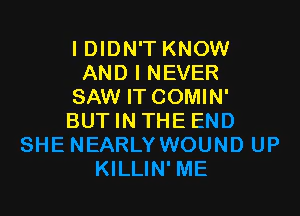 I DIDN'T KNOW
AND I NEVER
SAW IT COMIN'
BUT IN THE END
SHE NEARLY WOUND UP
KILLIN' ME